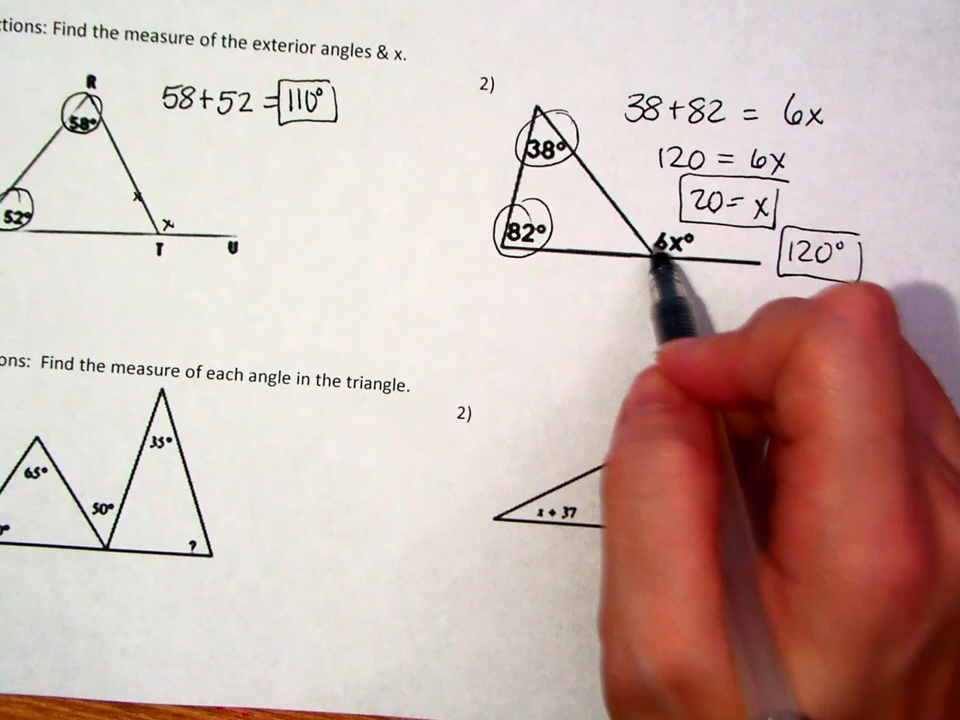 ctions: Find the measure of the exterior angles & x.
R
58°
52°
x
T
U
58+52 = 110°
2)
38°
82°
6x°
38+82 = 6x
120 = 6x
20 = x
120°
ons: Find the measure of each angle in the triangle.
65°
50°
35°
?
2)
x + 37